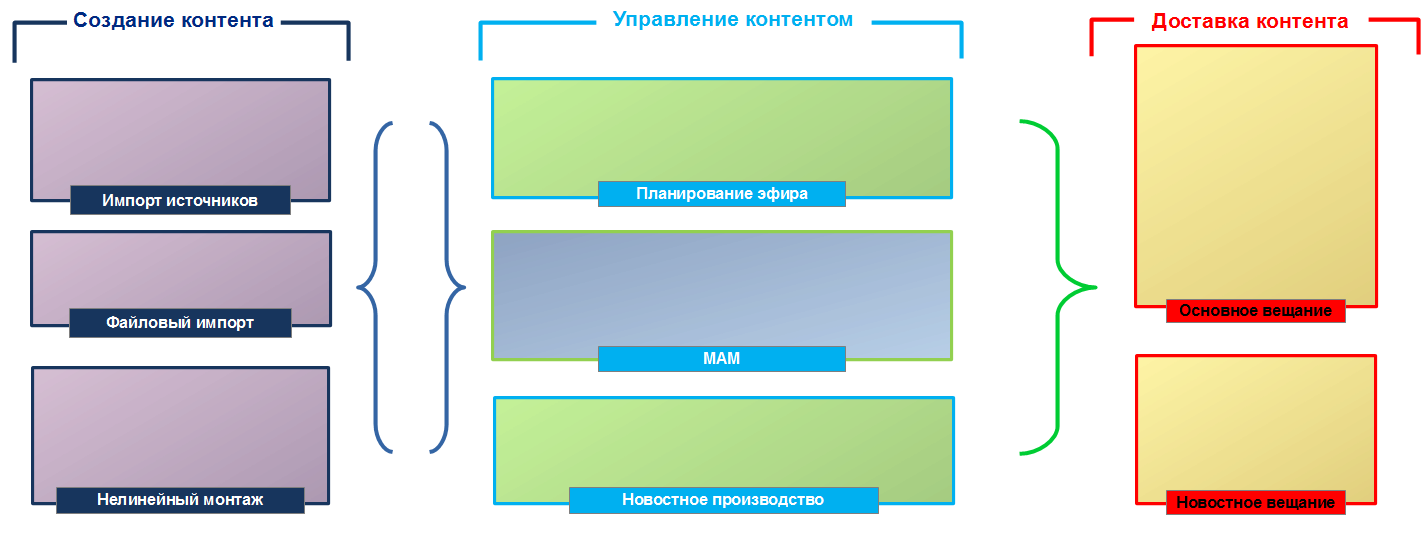 Создание контента
Управление контентом
Доставка контента
Импорт источников
Файловый импорт
Нелинейный монтаж
Планирование эфира
MAM
Новостное производство
Основное вещание
Новостное вещание